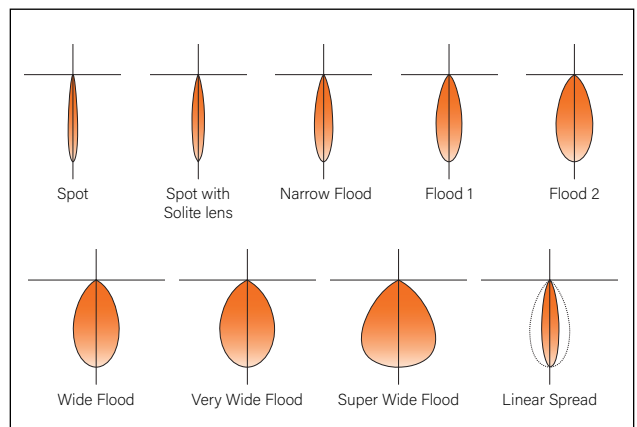 Spot
Spot with
Solite lens
Narrow Flood
Flood 1
Flood 2
Wide Flood
Very Wide Flood
Super Wide Flood
Linear Spread